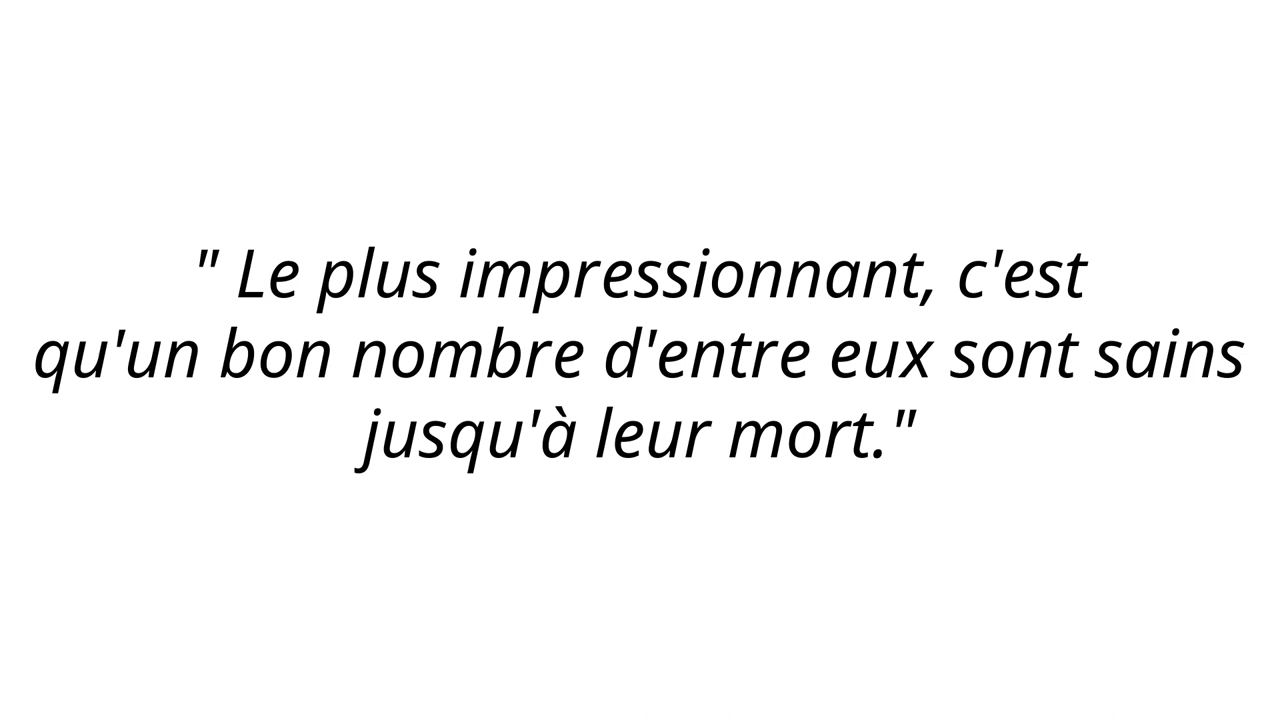 " Le plus impressionnant, c'est
qu'un bon nombre d'entre eux sont sains
jusqu'à leur mort."